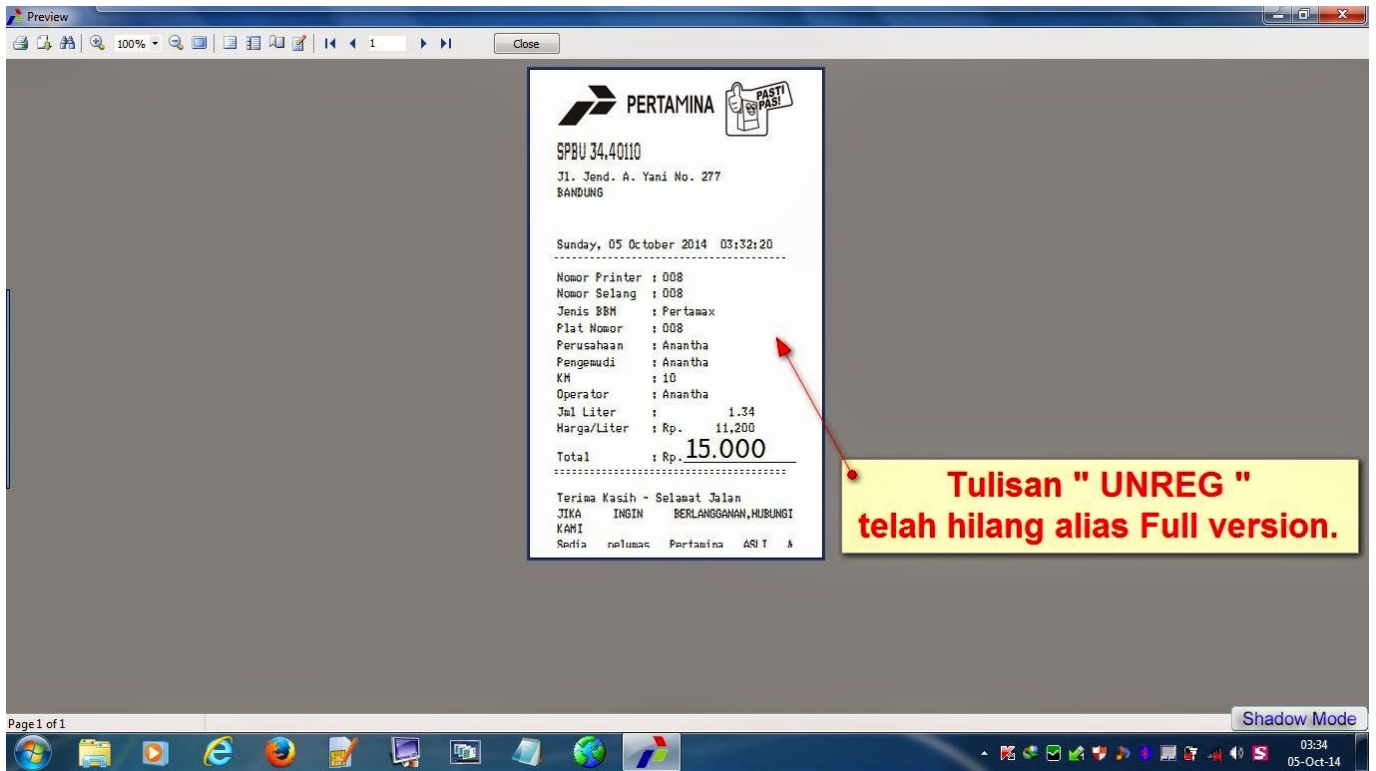 Preview
100%
1
Close
PERTAMINA
PASTI
PAS!
SPBU 34.40110
Jl. Jend. A. Yani No. 277
BANDUNG
Sunday, 05 October 2014 03:32:20
Nomor Printer : 008
Nomor Selang : 008
Jenis BBM : Pertamax
Plat Nomor : 008
Perusahaan : Anantha
Pengemudi : Anantha
KM : 10
Operator : Anantha
Jml Liter : 1.34
Harga/Liter : Rp. 11,200
Total : Rp. 15.000
Terima Kasih - Selamat Jalan
JIKA INGIN BERLANGGANAN,HUBUNGI
KAMI
Sedia pelumas Pertamina ASLI &
Tulisan " UNREG "
telah hilang alias Full version.
Page 1 of 1
Shadow Mode
03:34
05-Oct-14